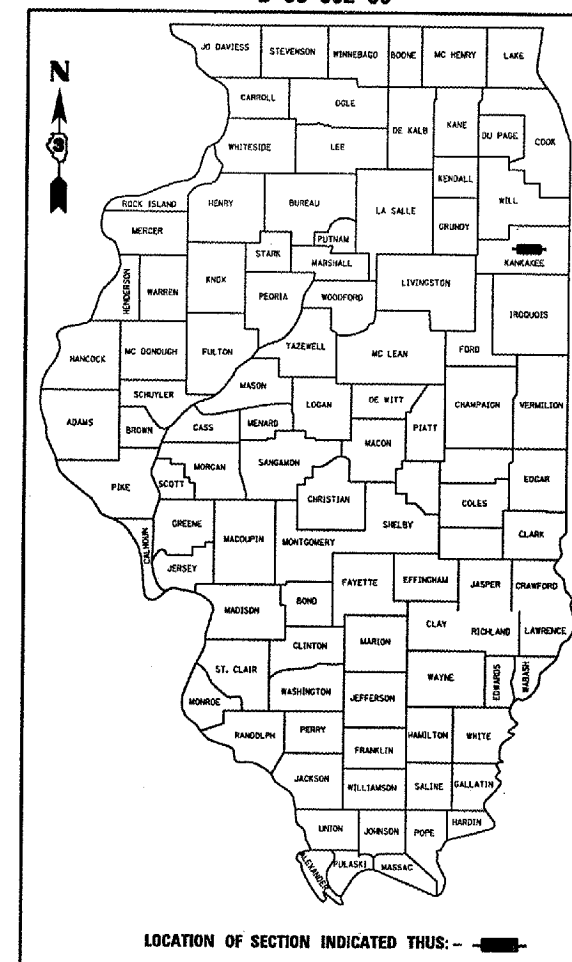 JO DAVIESS STEVENSON WINNEBAGO BOONE MC HENRY LAKE
N
CARROLL OGLE
DE KALB KANE
DU PAGE COOK
3
WHITESIDE LEE
KENDALL
WILL
ROCK ISLAND HENRY BUREAU LA SALLE
GRUNDY
MERCER
PUTNAM
STARK
MARSHALL
KANKAKEE
HENDERSON WARREN KNOX
PEORIA WOODFORD LIVINGSTON
IROQUOIS
TAZEWELL
HANCOCK MC DONOUGH FULTON MC LEAN FORD
MASON
SCHUYLER
LOGAN DE WITT
CHAMPAIGN VERMILION
ADAMS BROWN CASS MENARD
PIATT
MACON
MORGAN SANGAMON
PIKE SCOTT
EDGAR
CHRISTIAN
COLES
GREENE
SHELBY
CALHOUN
MACOUPIN MONTGOMERY
CLARK
JERSEY
FAYETTE EFFINGHAM JASPER CRAWFORD
MADISON BOND
CLAY RICHLAND LAWRENCE
CLINTON MARION
ST. CLAIR
WAYNE EDWARDS WABASH
WASHINGTON JEFFERSON
MONROE
RANDOLPH PERRY
HAMILTON WHITE
FRANKLIN
JACKSON
WILLIAMSON SALINE GALLATIN
UNION JOHNSON POPE HARDIN
ALEXANDER PULASKI MASSAC
LOCATION OF SECTION INDICATED THUS: -